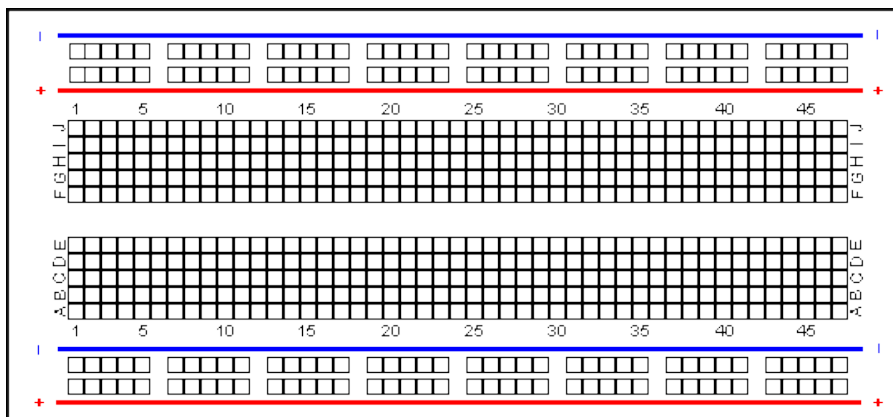 - -
+ +
1 5 10 15 20 25 30 35 40 45
J J
I I
H H
G G
F F
E E
D D
C C
B B
A A
1 5 10 15 20 25 30 35 40 45
- -
+ +